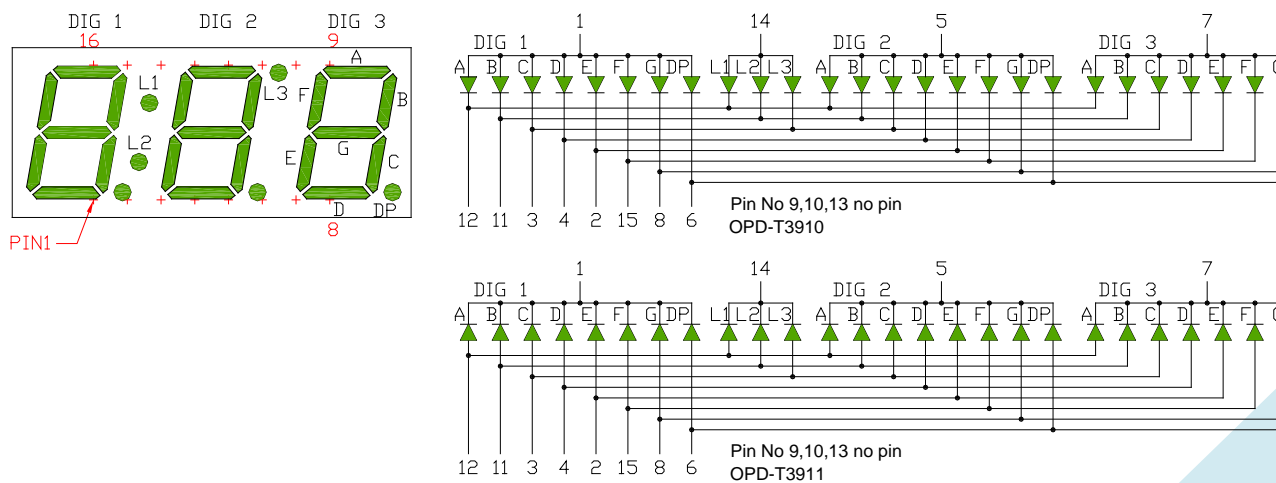 DIG 1 DIG 2 DIG 3
16 9
A
L1 L3 F B
L2 G
E C
D DP
PIN1 8
1 14 5 7
DIG 1 DIG 2 DIG 3
A B C D E F G DP L1 L2 L3 A B C D E F G DP A B C D E F
12 11 3 4 2 15 8 6
Pin No 9,10,13 no pin
OPD-T3910
1 14 5 7
DIG 1 DIG 2 DIG 3
A B C D E F G DP L1 L2 L3 A B C D E F G DP A B C D E F
12 11 3 4 2 15 8 6
Pin No 9,10,13 no pin
OPD-T3911